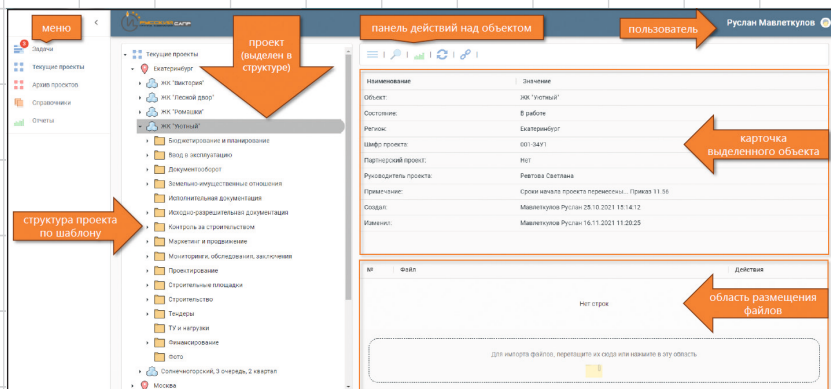 меню
панель действий над объектом
пользователь
Руслан Мавлеткулов
3
Задачи
Текущие проекты
Архив проектов
Справочники
Отчеты
проект
(выделен в
структуре)
Текущие проекты
Екатеринбург
ЖК "Виктория"
ЖК "Лесной двор"
ЖК "Ромашки"
ЖК "Уютный"
Бюджетирование и планирование
Ввод в эксплуатацию
Документооборот
Земельно-имущественные отношения
Исполнительная документация
Исходно-разрешительная документация
Контроль за строительством
Маркетинг и продвижение
Мониторинги, обследования, заключения
Проектирование
Строительные площадки
Строительство
Тендеры
ТУ и нагрузки
Финансирование
Фото
Солнечногорский, 3 очередь, 2 квартал
Москва
структура проекта
по шаблону
Наименование Значение
Объект: ЖК "Уютный"
Состояние: В работе
Регион: Екатеринбург
Шифр проекта: 001-ЗАУ1
Партнерский проект: Нет
Руководитель проекта: Ревтова Светлана
Примечание: Сроки начала проекта перенесены... Приказ 11.56
Создал: Мавлеткулов Руслан 25.10.2021 15:14:12
Изменил: Мавлеткулов Руслан 16.11.2021 11:20:25
карточка
выделенного объекта
№ Файл Действия
Нет строк
область размещения
файлов
Для импорта файлов, перетащите их сюда или нажмите в эту область